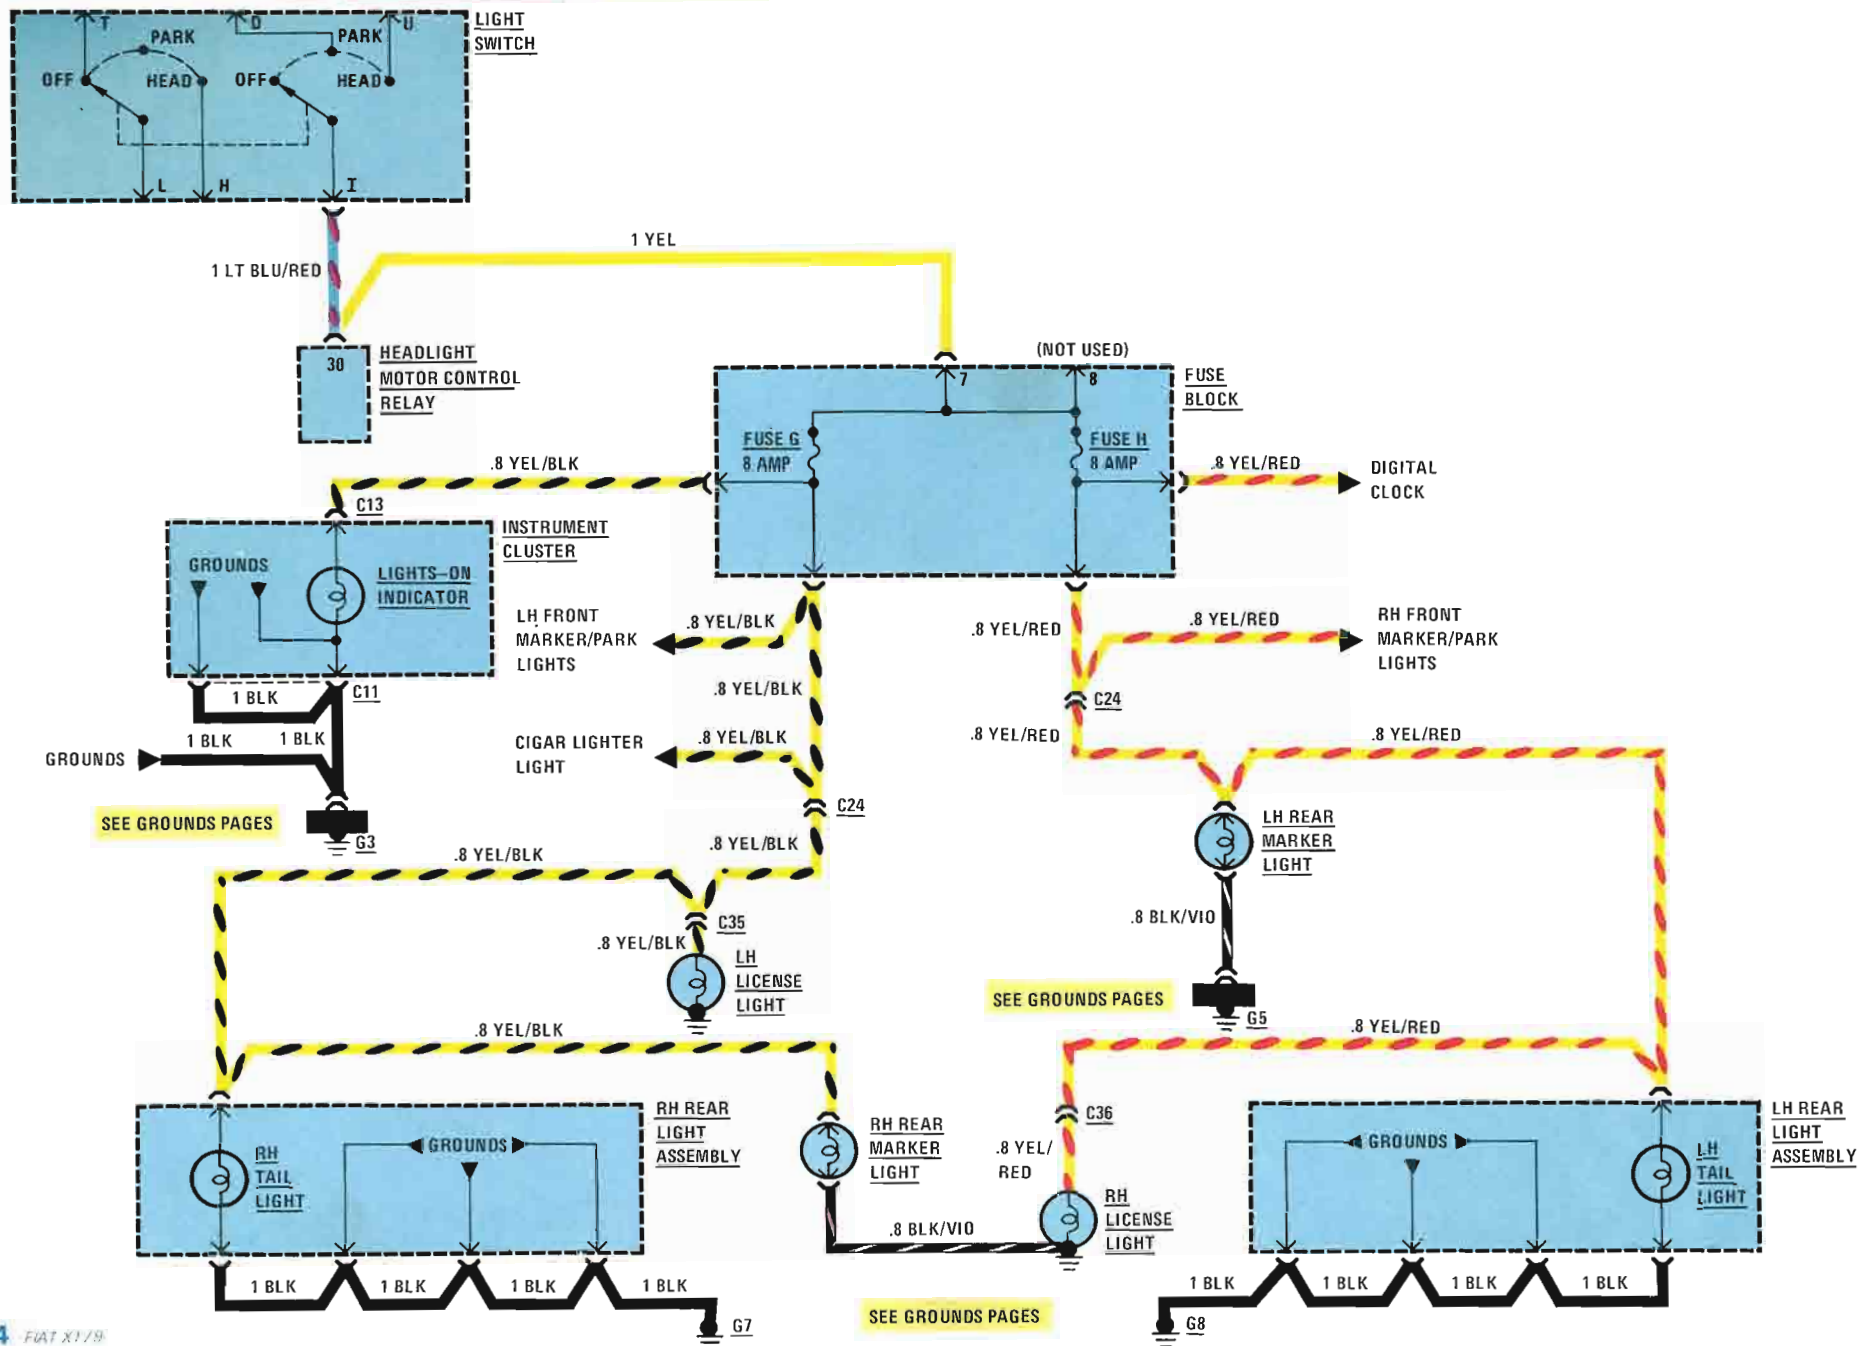 T
D
U
PARK
PARK
OFF
HEAD
OFF
HEAD
L
H
I
LIGHT
SWITCH
1 LT BLU/RED
1 YEL
30
HEADLIGHT
MOTOR CONTROL
RELAY
(NOT USED)
7
8
FUSE
BLOCK
FUSE G
8 AMP
FUSE H
8 AMP
.8 YEL/BLK
.8 YEL/RED
DIGITAL
CLOCK
C13
INSTRUMENT
CLUSTER
GROUNDS
LIGHTS-ON
INDICATOR
LH FRONT
MARKER/PARK
LIGHTS
.8 YEL/BLK
.8 YEL/RED
.8 YEL/RED
RH FRONT
MARKER/PARK
LIGHTS
1 BLK
C11
.8 YEL/BLK
C24
1 BLK
1 BLK
GROUNDS
CIGAR LIGHTER
LIGHT
.8 YEL/BLK
.8 YEL/RED
.8 YEL/RED
SEE GROUNDS PAGES
G3
C24
LH REAR
MARKER
LIGHT
.8 YEL/BLK
.8 YEL/BLK
C35
.8 YEL/BLK
LH
LICENSE
LIGHT
.8 BLK/VIO
SEE GROUNDS PAGES
G5
.8 YEL/BLK
.8 YEL/RED
RH REAR
LIGHT
ASSEMBLY
RH
TAIL
LIGHT
GROUNDS
RH REAR
MARKER
LIGHT
C36
.8 YEL/
RED
RH
LICENSE
LIGHT
.8 BLK/VIO
GROUNDS
LH
TAIL
LIGHT
LH REAR
LIGHT
ASSEMBLY
1 BLK
1 BLK
1 BLK
1 BLK
G7
SEE GROUNDS PAGES
1 BLK
1 BLK
1 BLK
1 BLK
G8
4 FIAT X1/9